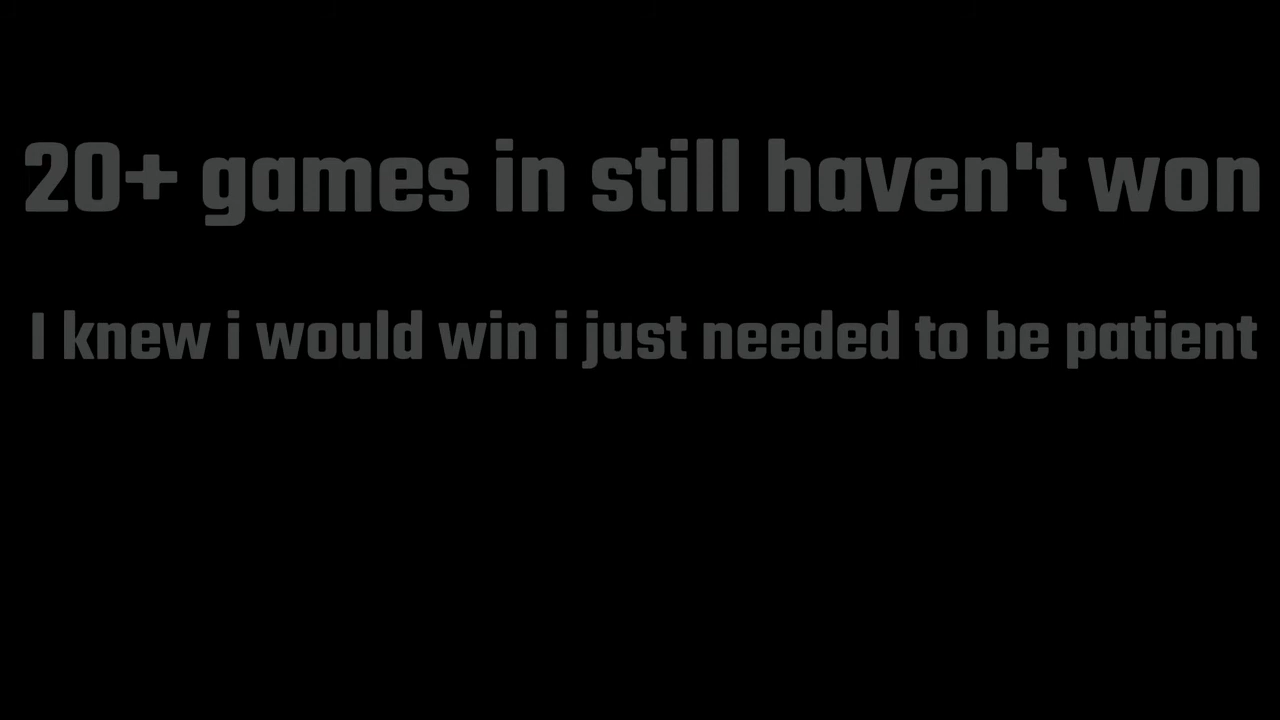 20+ games in still haven't won
I knew i would win i just needed to be patient